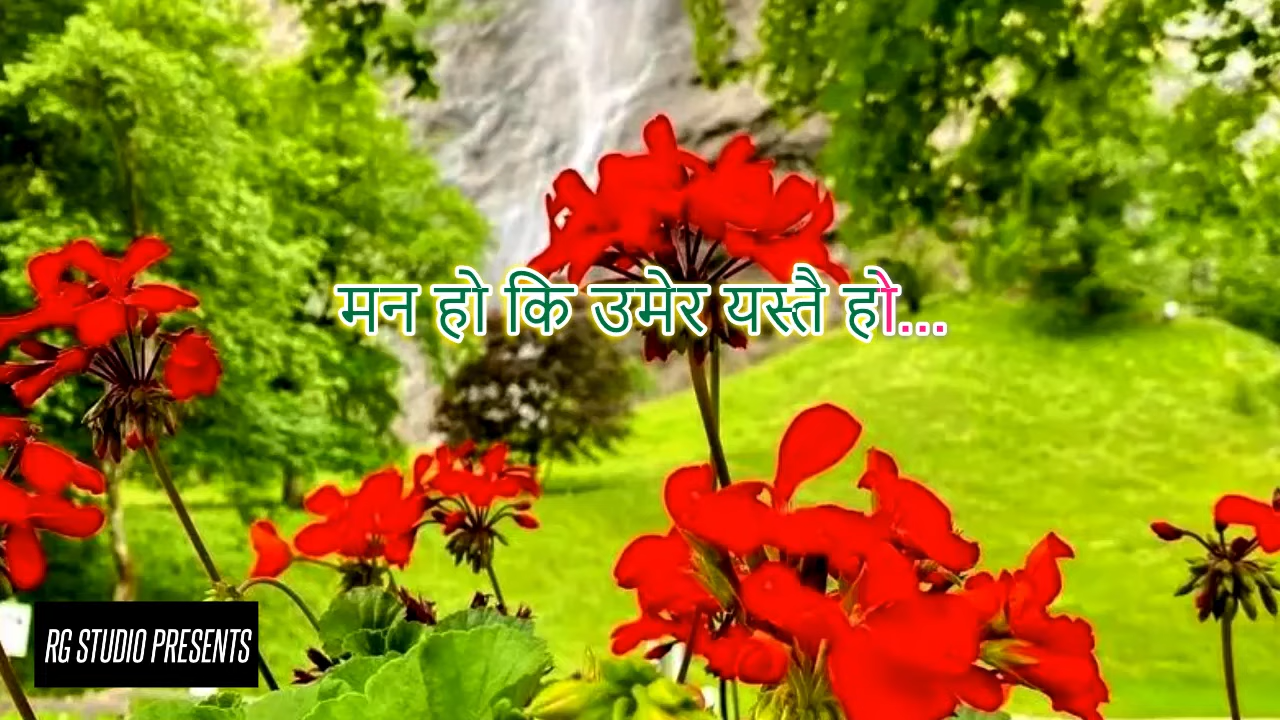 मन हो कि उमेर यस्तै हो...
RG STUDIO PRESENTS